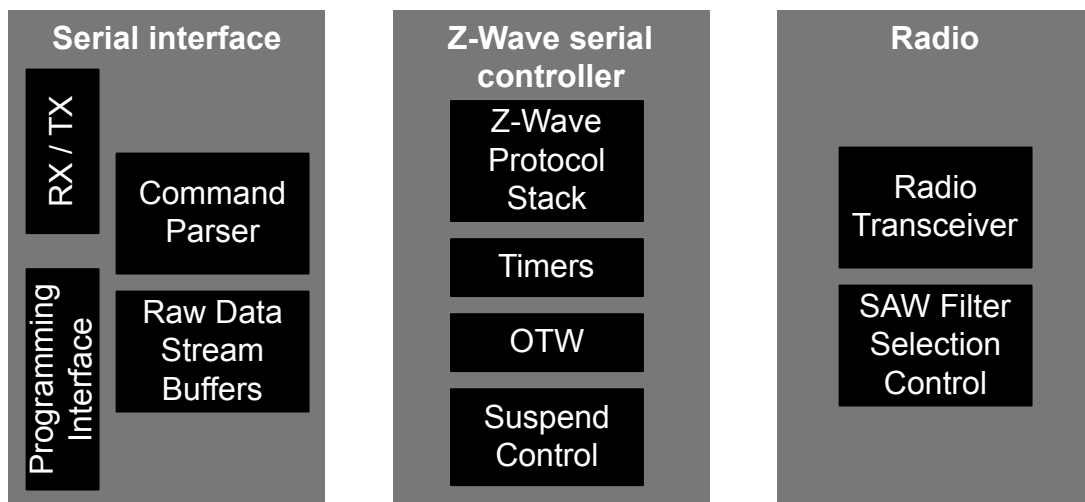 Serial interface
RX / TX
Command
Parser
Programming
Interface
Raw Data
Stream
Buffers
Z-Wave serial
controller
Z-Wave
Protocol
Stack
Timers
OTW
Suspend
Control
Radio
Radio
Transceiver
SAW Filter
Selection
Control